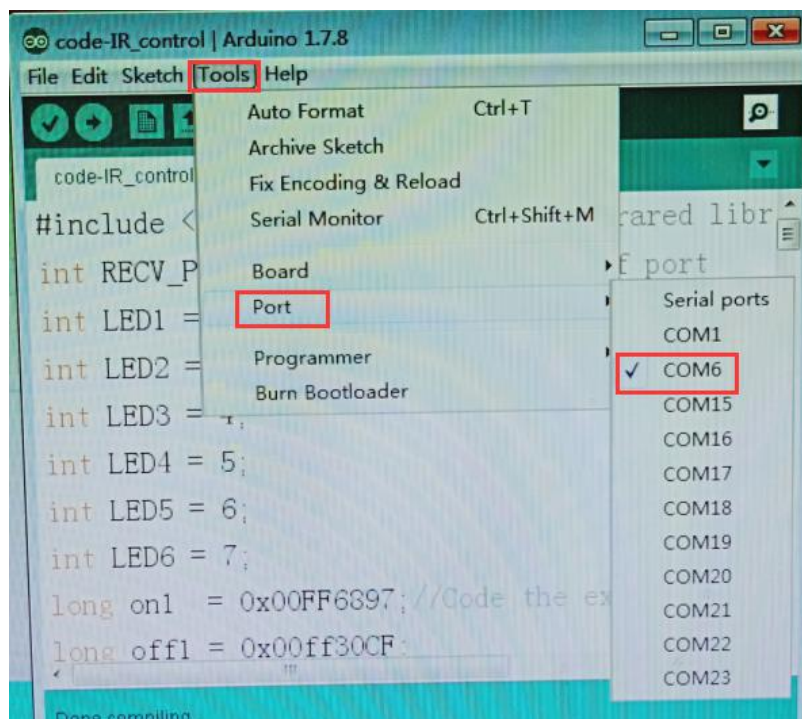 code-IR_control | Arduino 1.7.8
File Edit Sketch Tools Help
Auto Format Ctrl+T
Archive Sketch
Fix Encoding & Reload
Serial Monitor Ctrl+Shift+M
Board
Port
Programmer
Burn Bootloader
Serial ports
COM1
COM6
COM15
COM16
COM17
COM18
COM19
COM20
COM21
COM22
COM23
code-IR_control
#include < rared libr
int RECV_P f port
int LED1 =
int LED2 =
int LED3 = 4;
int LED4 = 5;
int LED5 = 6;
int LED6 = 7;
long on1 = 0x00FF6897;//Code the ex
long off1 = 0x00ff30CF;
Done compiling